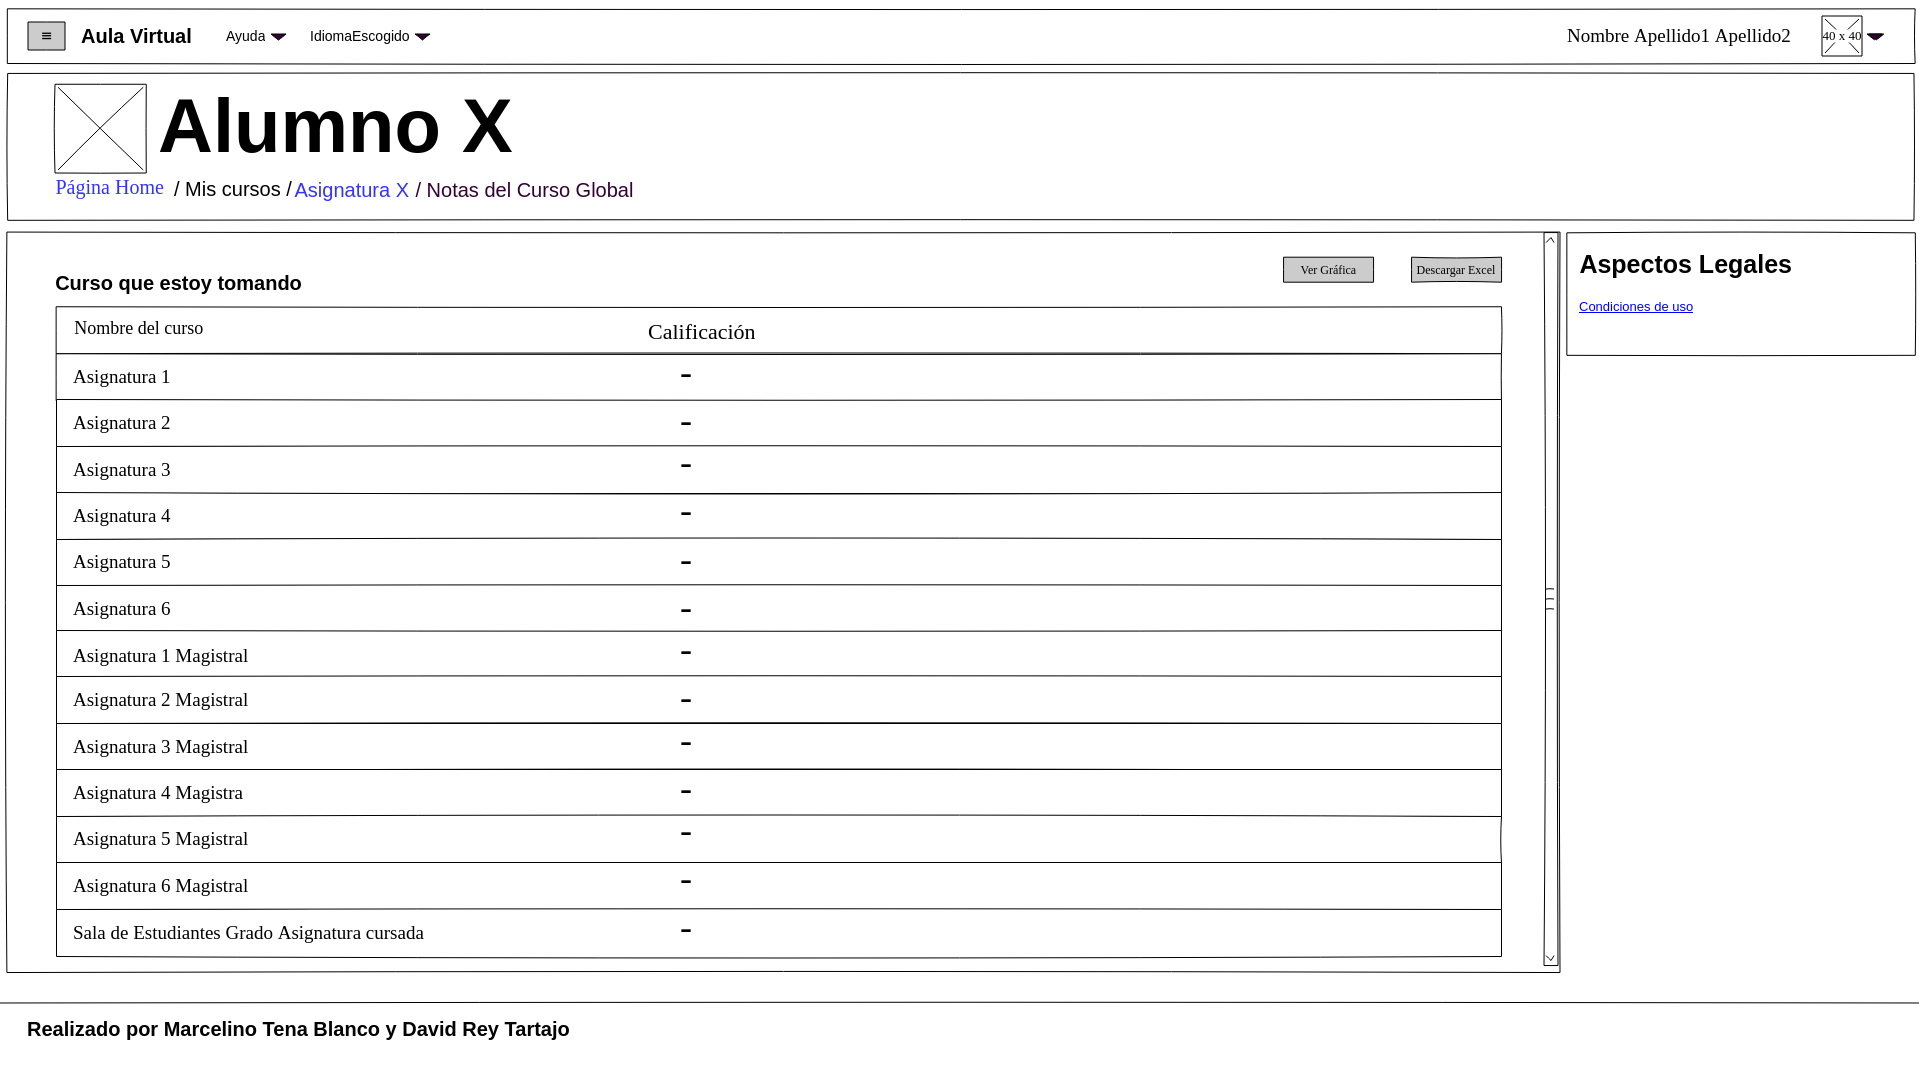 ≡ Aula Virtual Ayuda IdiomaEscogido Nombre Apellido1 Apellido2 40 x 40
Alumno X
Página Home / Mis cursos / Asignatura X / Notas del Curso Global
Ver Gráfica Descargar Excel
Curso que estoy tomando
Nombre del curso Calificación
Asignatura 1 -
Asignatura 2 -
Asignatura 3 -
Asignatura 4 -
Asignatura 5 -
Asignatura 6 -
Asignatura 1 Magistral -
Asignatura 2 Magistral -
Asignatura 3 Magistral -
Asignatura 4 Magistra -
Asignatura 5 Magistral -
Asignatura 6 Magistral -
Sala de Estudiantes Grado Asignatura cursada -
Aspectos Legales
Condiciones de uso
Realizado por Marcelino Tena Blanco y David Rey Tartajo